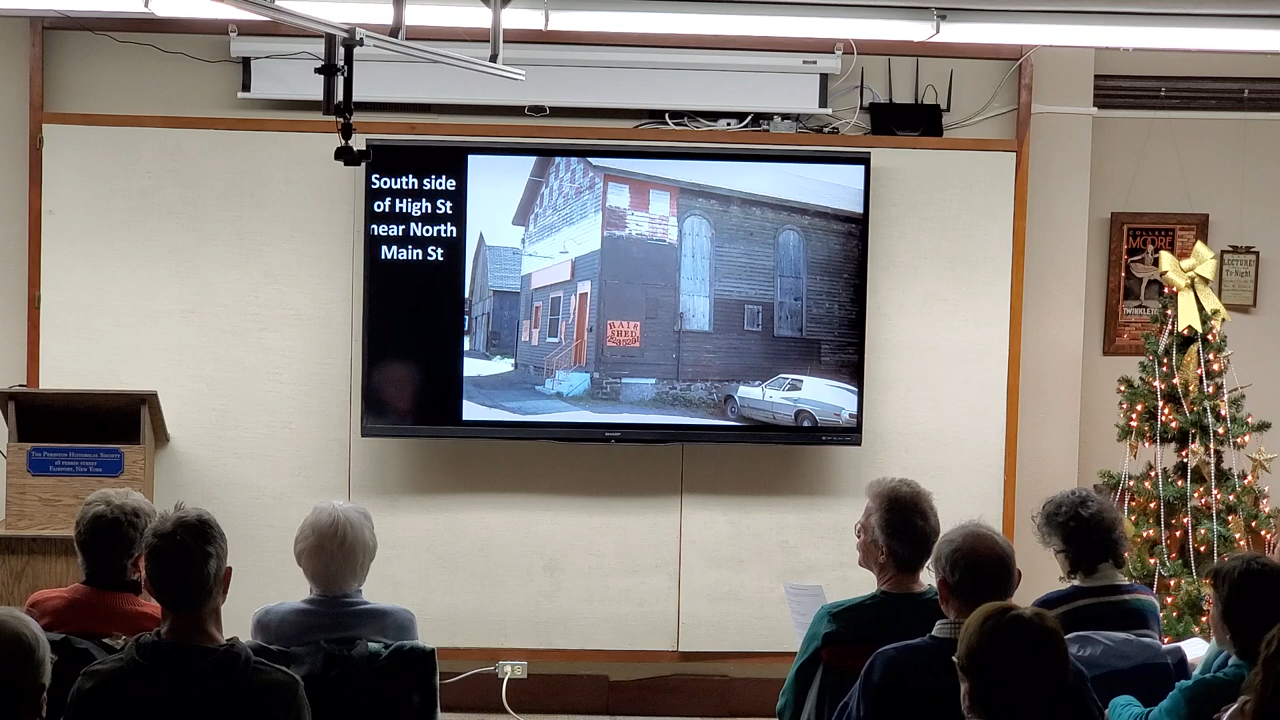 South side
of High St
near North
Main St
HAIR
SHED
SHARP
THE PERINTON HISTORICAL SOCIETY
18 PERRIN STREET
FAIRPORT, NEW YORK
COLLEEN
MOORE
LECTURE!
To-Night